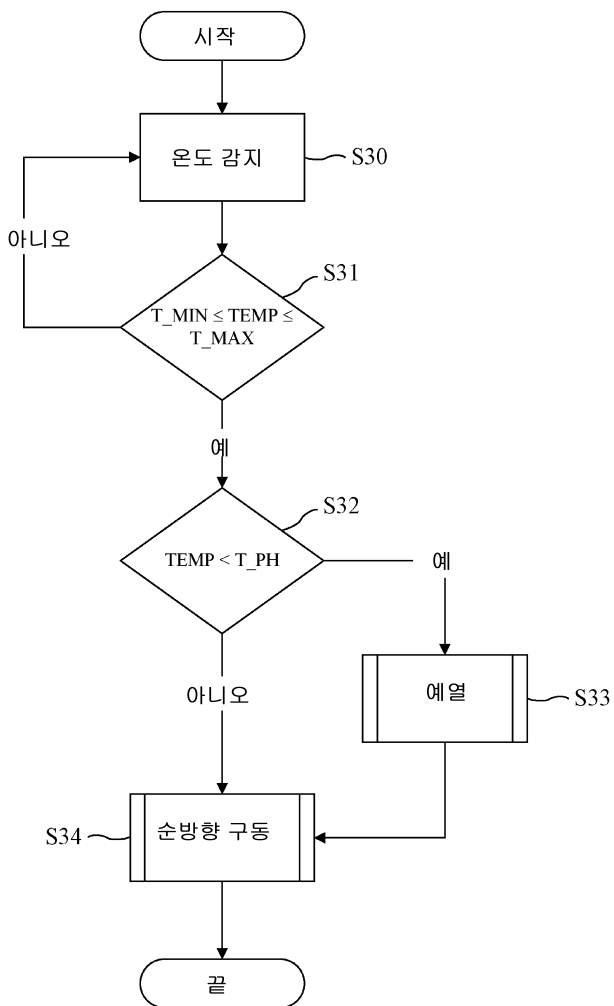 시작
온도 감지
S30
아니오
S31
T_MIN ≤ TEMP ≤
T_MAX
예
S32
TEMP < T_PH
예
아니오
예열
S33
S34
순방향 구동
끝